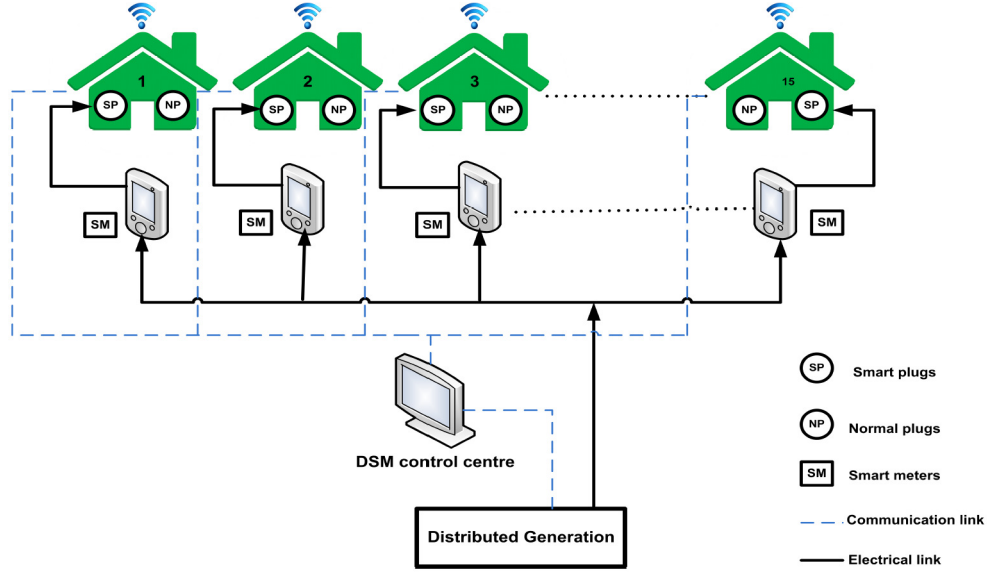 1
2
3
15
SP
NP
SP
NP
SP
NP
NP
SP
SM
SM
SM
SM
DSM control centre
Distributed Generation
SP Smart plugs
NP Normal plugs
SM Smart meters
Communication link
Electrical link